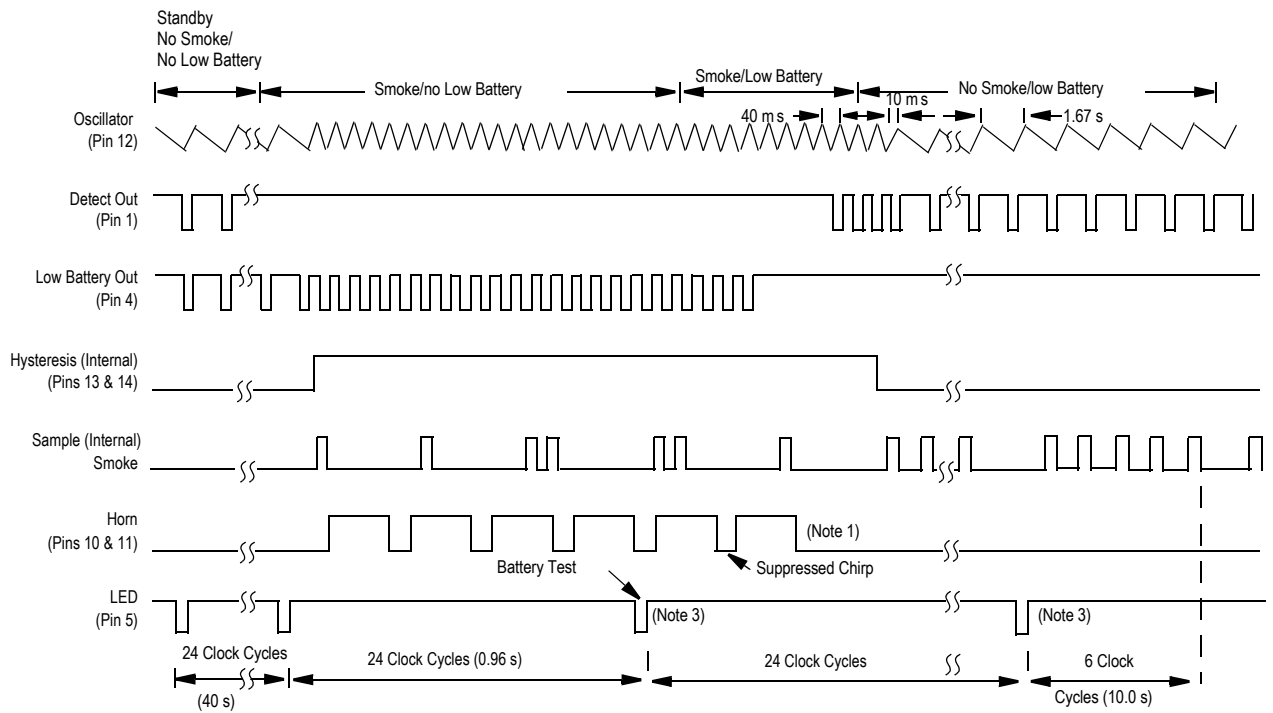 Standby
No Smoke/
No Low Battery
Smoke/no Low Battery
Smoke/Low Battery
No Smoke/low Battery
Oscillator
(Pin 12)
40 ms
10 ms
1.67 s
Detect Out
(Pin 1)
Low Battery Out
(Pin 4)
Hysteresis (Internal)
(Pins 13 & 14)
Sample (Internal)
Smoke
Horn
(Pins 10 & 11)
(Note 1)
Battery Test
Suppressed Chirp
LED
(Pin 5)
(Note 3)
(Note 3)
24 Clock Cycles
(40 s)
24 Clock Cycles (0.96 s)
24 Clock Cycles
6 Clock
Cycles (10.0 s)